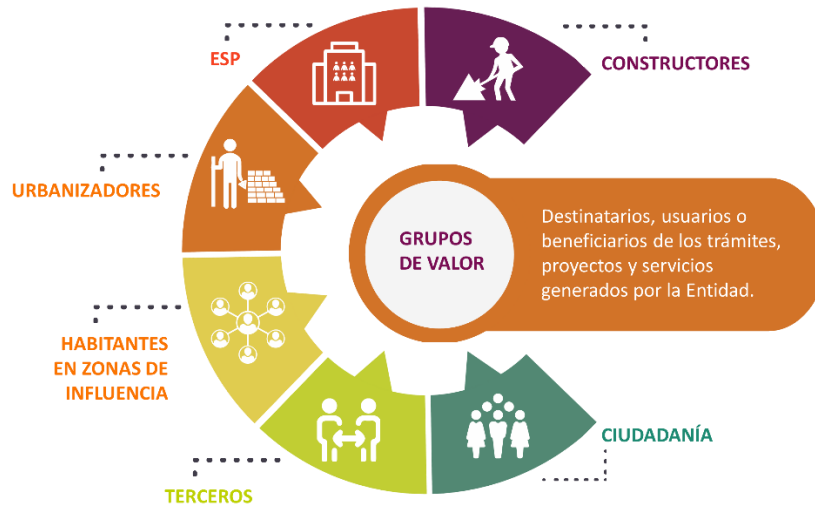 ESP
CONSTRUCTORES
URBANIZADORES
GRUPOS
DE VALOR
Destinatarios, usuarios o
beneficiarios de los trámites,
proyectos y servicios
generados por la Entidad.
HABITANTES
EN ZONAS DE
INFLUENCIA
CIUDADANÍA
TERCEROS